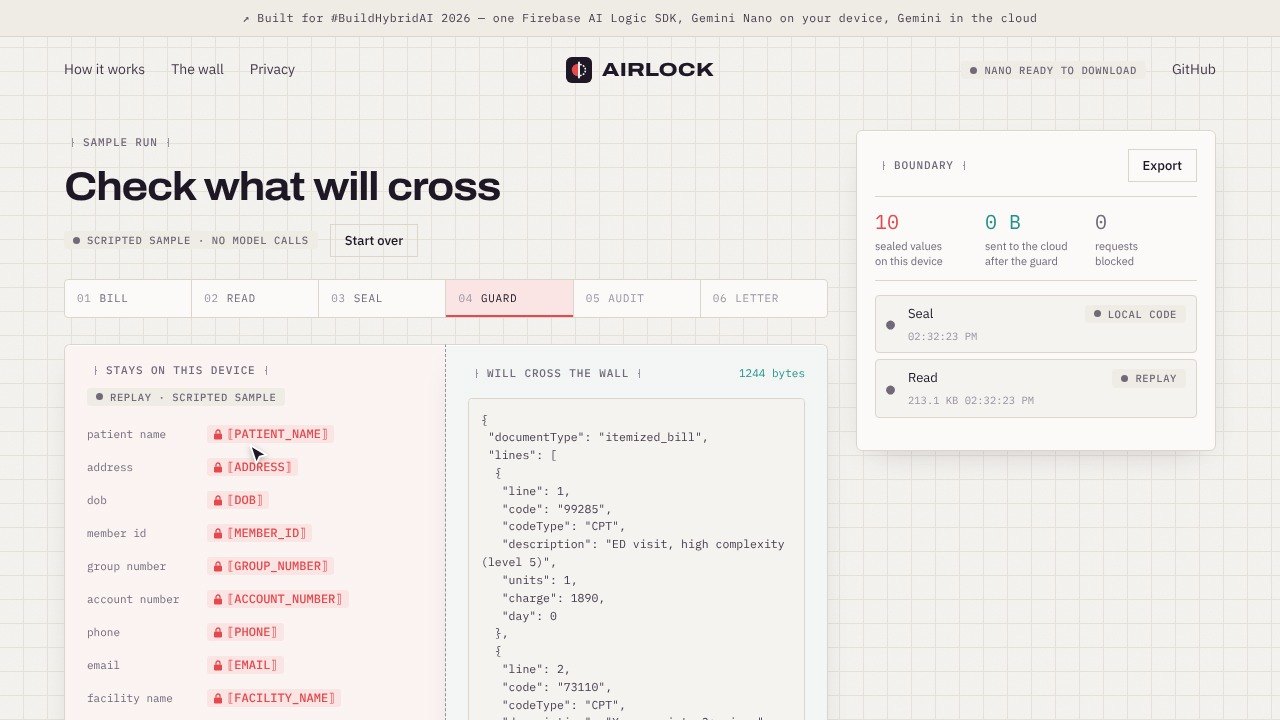 ↗ Built for #BuildHybridAI 2026 — one Firebase AI Logic SDK, Gemini Nano on your device, Gemini in the cloud
How it works
The wall
Privacy
AIRLOCK
NANO READY TO DOWNLOAD
GitHub
SAMPLE RUN
Check what will cross
SCRIPTED SAMPLE · NO MODEL CALLS
Start over
01 BILL
02 READ
03 SEAL
04 GUARD
05 AUDIT
06 LETTER
STAYS ON THIS DEVICE
REPLAY · SCRIPTED SAMPLE
patient name ⟦PATIENT_NAME⟧
address ⟦ADDRESS⟧
dob ⟦DOB⟧
member id ⟦MEMBER_ID⟧
group number ⟦GROUP_NUMBER⟧
account number ⟦ACCOUNT_NUMBER⟧
phone ⟦PHONE⟧
email ⟦EMAIL⟧
facility name ⟦FACILITY_NAME⟧
WILL CROSS THE WALL
1244 bytes
{
"documentType": "itemized_bill",
"lines": [
{
"line": 1,
"code": "99285",
"codeType": "CPT",
"description": "ED visit, high complexity
(level 5)",
"units": 1,
"charge": 1890,
"day": 0
},
{
"line": 2,
"code": "73110",
"codeType": "CPT",
BOUNDARY
Export
10
sealed values
on this device
0 B
sent to the cloud
after the guard
0
requests
blocked
Seal
LOCAL CODE
02:32:23 PM
Read
REPLAY
213.1 KB 02:32:23 PM